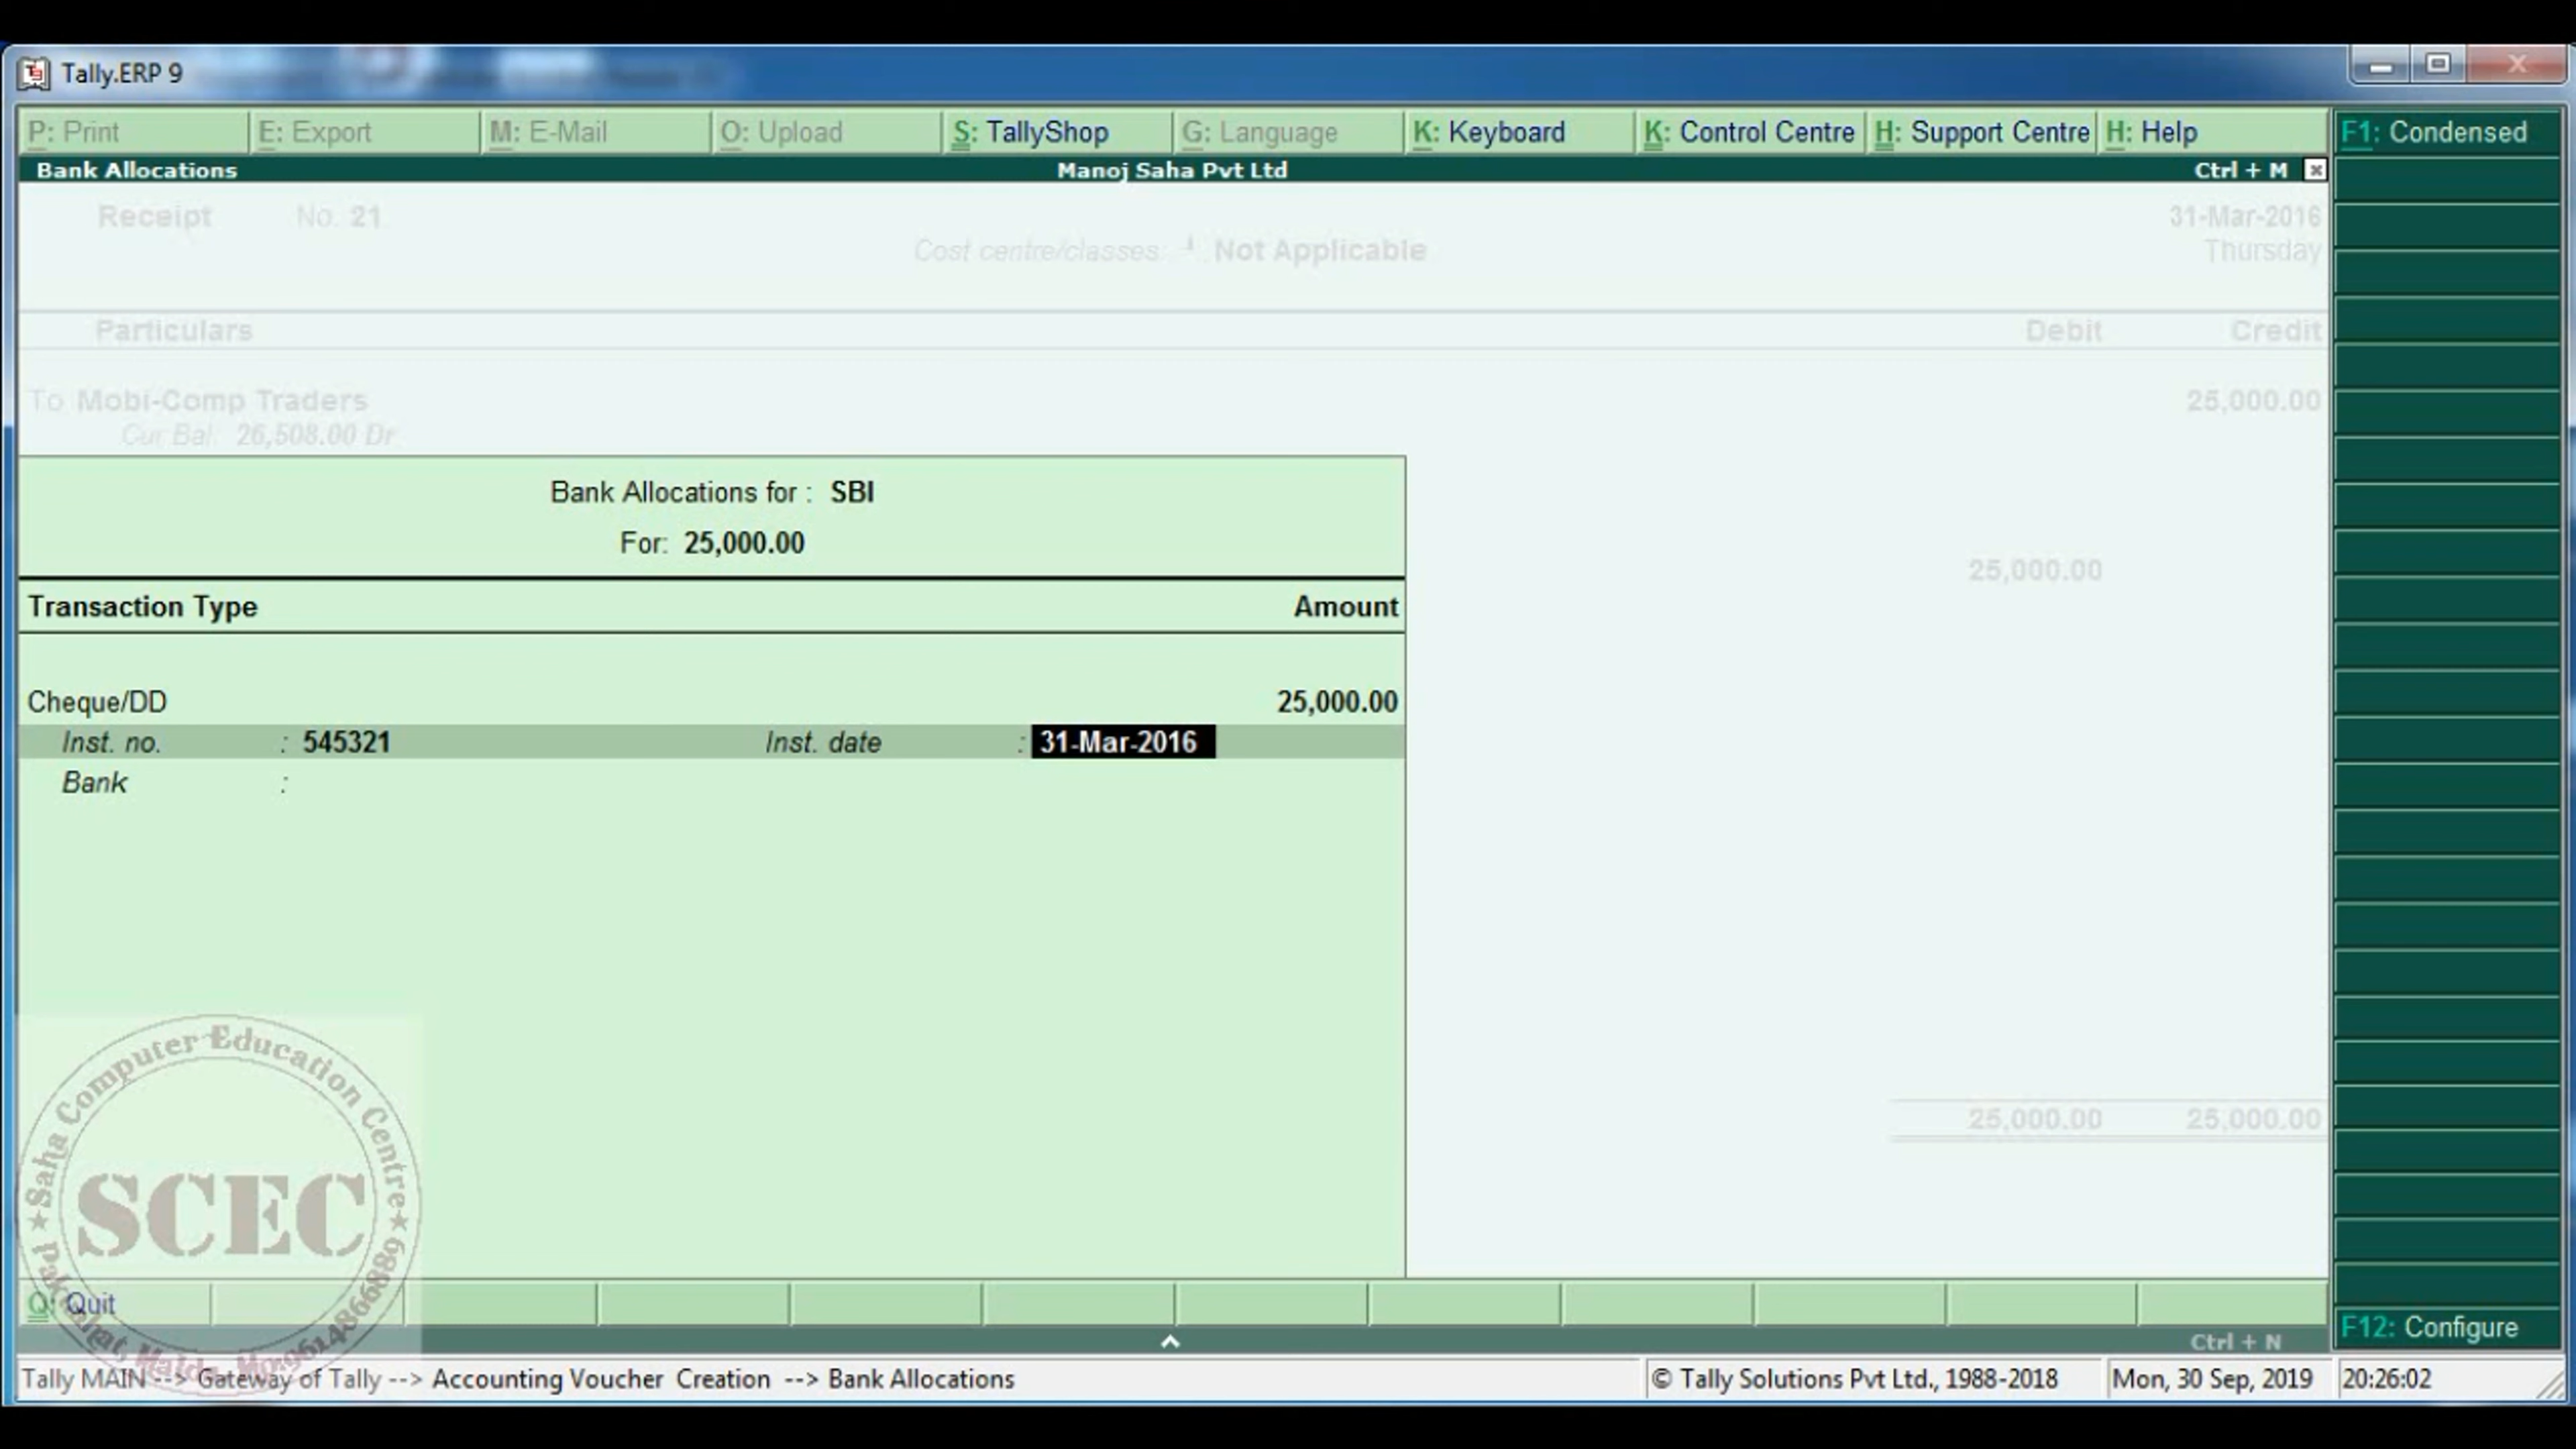 Tally.ERP 9
P: Print E: Export M: E-Mail O: Upload S: TallyShop G: Language K: Keyboard K: Control Centre H: Support Centre H: Help F1: Condensed
Bank Allocations Manoj Saha Pvt Ltd Ctrl + M
Receipt No. 21 31-Mar-2016
Cost centre/classes: Not Applicable Thursday
Particulars Debit Credit
To Mobi-Comp Traders 25,000.00
Cur Bal: 26,508.00 Dr
Bank Allocations for : SBI
For: 25,000.00
25,000.00
Transaction Type Amount
Cheque/DD 25,000.00
Inst. no. : 545321 Inst. date : 31-Mar-2016
Bank :
25,000.00 25,000.00
Saha Computer Education Centre
SCEC
Q: Quit
F12: Configure
Ctrl + N
Tally MAIN --> Gateway of Tally --> Accounting Voucher Creation --> Bank Allocations © Tally Solutions Pvt Ltd., 1988-2018 Mon, 30 Sep, 2019 20:26:02